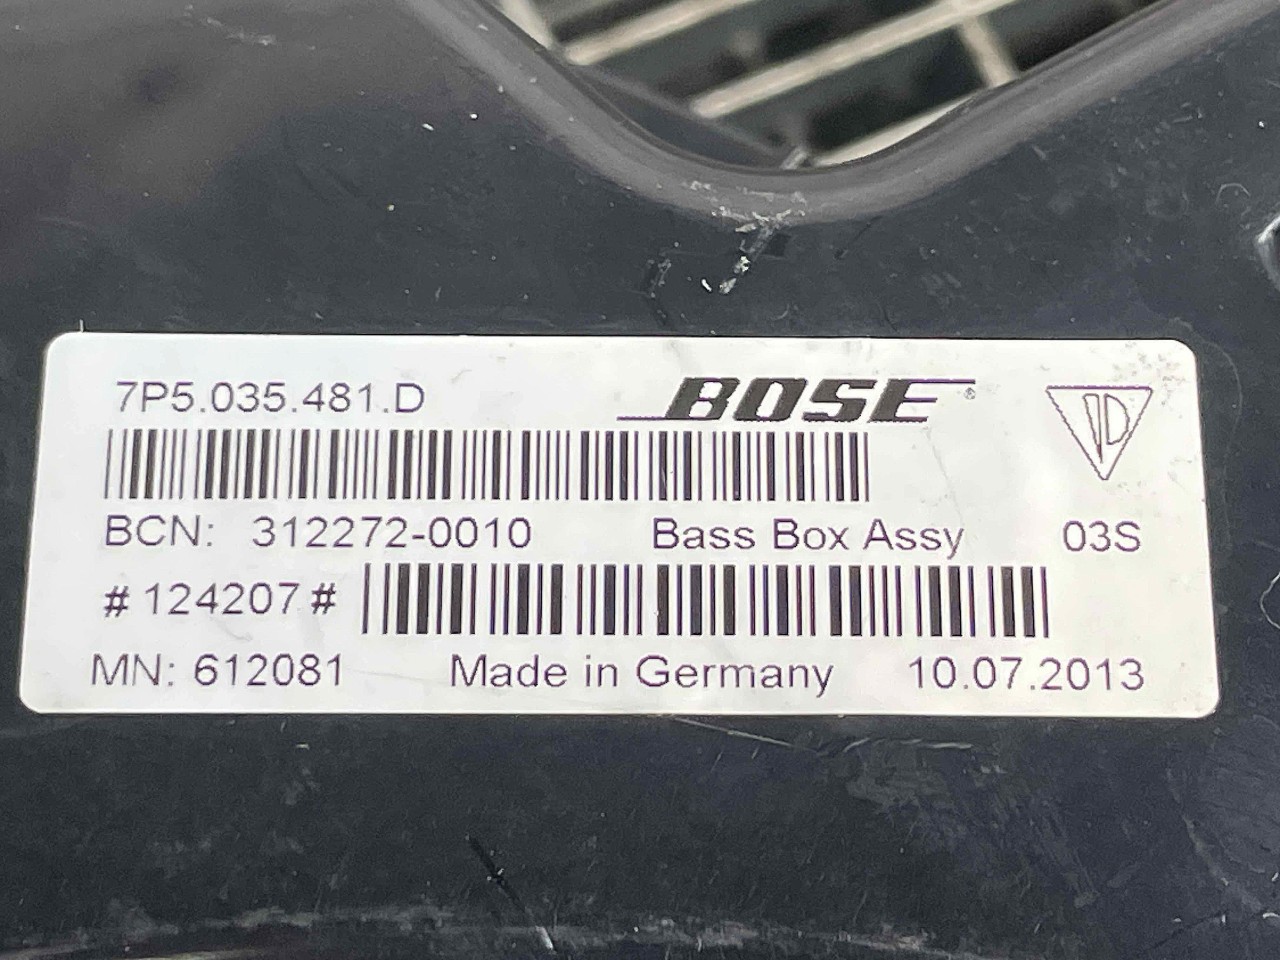 7P5.035.481.D BOSE®
BCN: 312272-0010 Bass Box Assy 03S
#124207#
MN: 612081 Made in Germany 10.07.2013